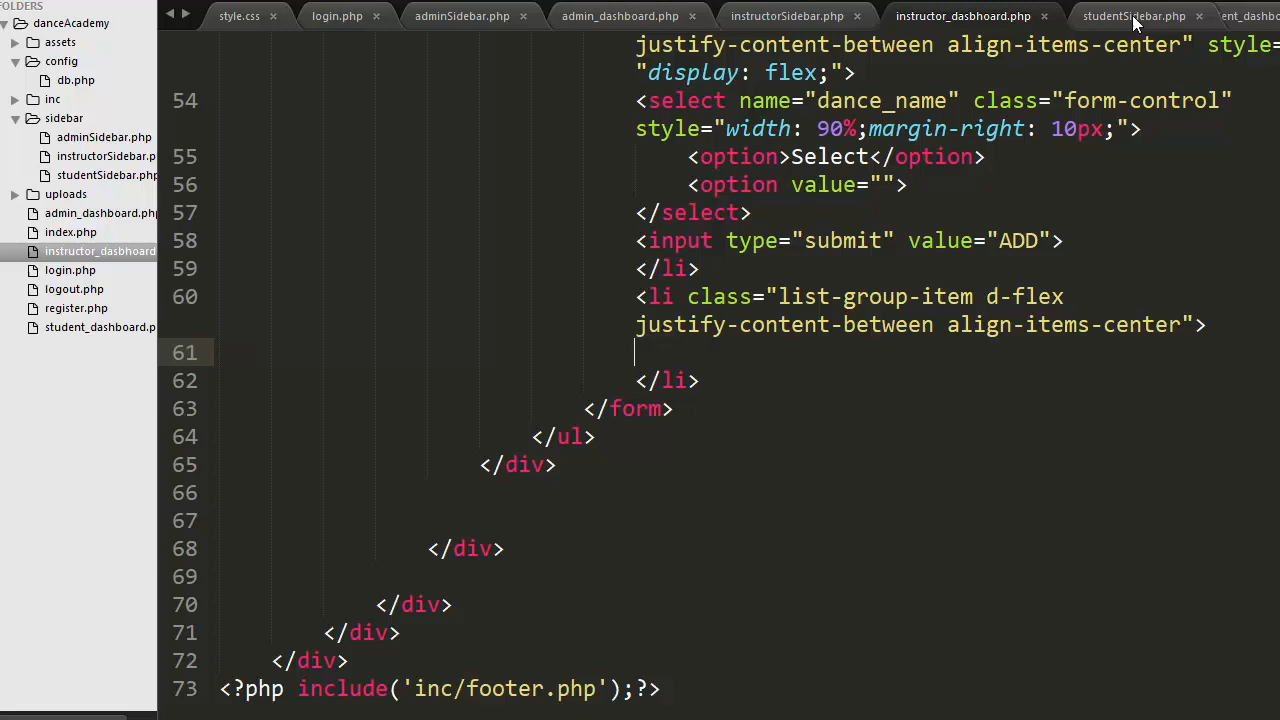 style.css × login.php × adminSidebar.php × admin_dashboard.php × instructorSidebar.php × instructor_dasbhoard.php × studentSidebar.php × ent_dashbo
FOLDERS
danceAcademy
assets
config
db.php
inc
sidebar
adminSidebar.php
instructorSidebar.p
studentSidebar.php
uploads
admin_dashboard.php
index.php
instructor_dasbhoard
login.php
logout.php
register.php
student_dashboard.p
justify-content-between align-items-center" style=
"display: flex;">
54 <select name="dance_name" class="form-control"
style="width: 90%;margin-right: 10px;">
55 <option>Select</option>
56 <option value="">
57 </select>
58 <input type="submit" value="ADD">
59 </li>
60 <li class="list-group-item d-flex
justify-content-between align-items-center">
61
62 </li>
63 </form>
64 </ul>
65 </div>
66
67
68 </div>
69
70 </div>
71 </div>
72 </div>
73 <?php include('inc/footer.php');?>